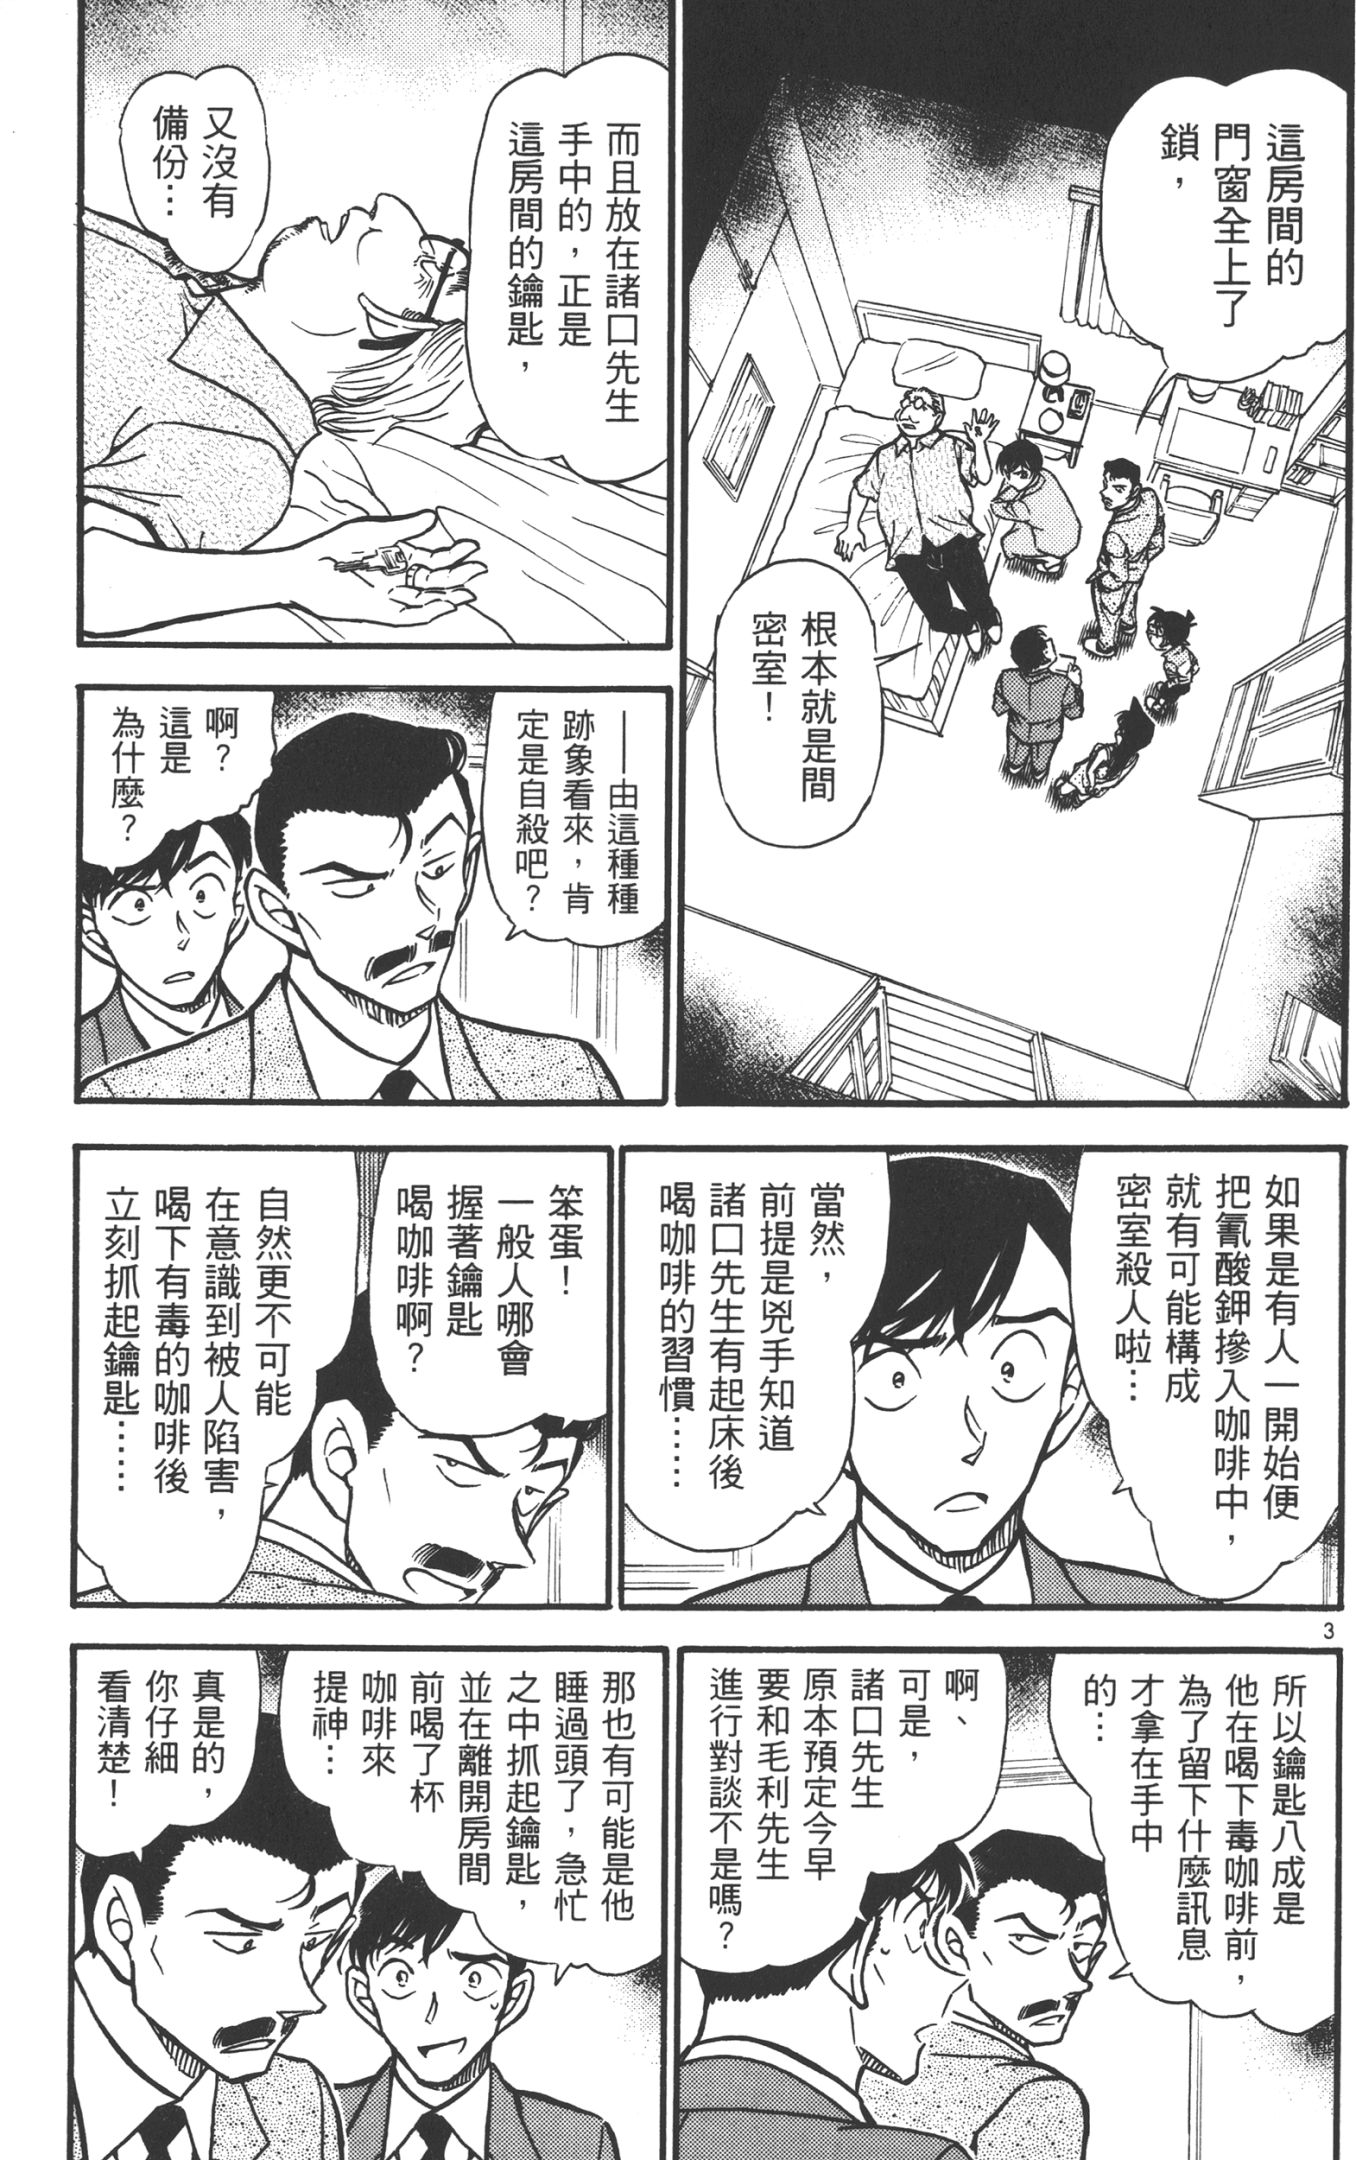 這房間的
門窗全上了
鎖，
根本就是間
密室！
而且放在諸口先生
手中的，正是
這房間的鑰匙，
又沒有
備份…
——由這種種
跡象看來，肯
定是自殺吧？
啊？
這是
為什麼？
如果是有人一開始便
把氰酸鉀摻入咖啡中，
就有可能構成
密室殺人啦…
當然，
前提是兇手知道
諸口先生有起床後
喝咖啡的習慣……
笨蛋！
一般人哪會
握著鑰匙
喝咖啡啊？
自然更不可能
在意識到被人陷害，
喝下有毒的咖啡後
立刻抓起鑰匙……
3
所以鑰匙八成是
他在喝下毒咖啡前，
為了留下什麼訊息
才拿在手中
的…
啊、
可是，
諸口先生
原本預定今早
要和毛利先生
進行對談不是嗎？
那也有可能是他
睡過頭了，急忙
之中抓起鑰匙，
並在離開房間
前喝了杯
咖啡來
提神…
真是的，
你仔細
看清楚！